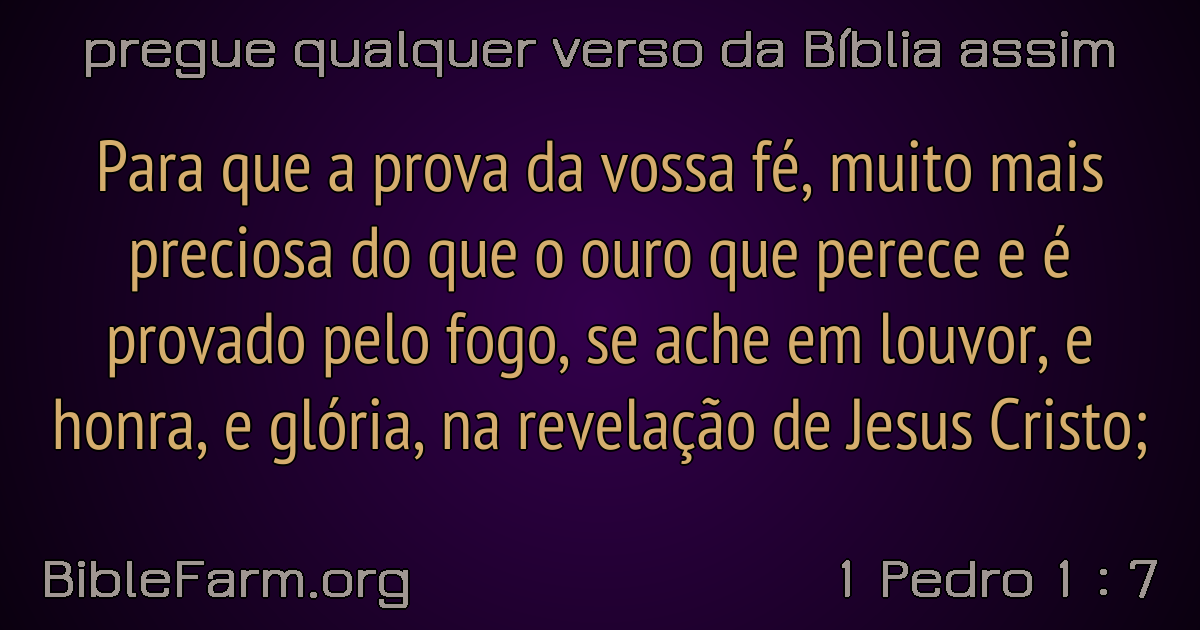 pregue qualquer verso da Bíblia assim
Para que a prova da vossa fé, muito mais
preciosa do que o ouro que perece e é
provado pelo fogo, se ache em louvor, e
honra, e glória, na revelação de Jesus Cristo;
BibleFarm.org
1 Pedro 1 : 7